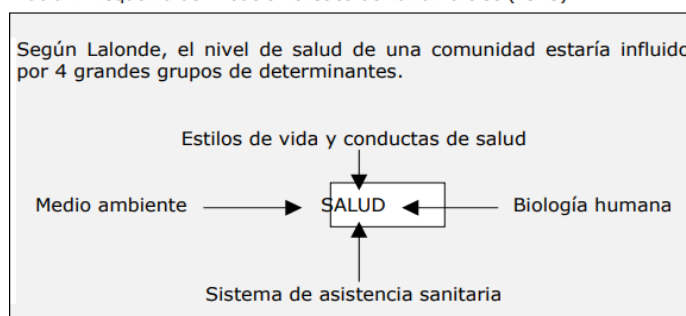 Según Lalonde, el nivel de salud de una comunidad estaría influido
por 4 grandes grupos de determinantes.
Estilos de vida y conductas de salud
Medio ambiente
SALUD
Biología humana
Sistema de asistencia sanitaria